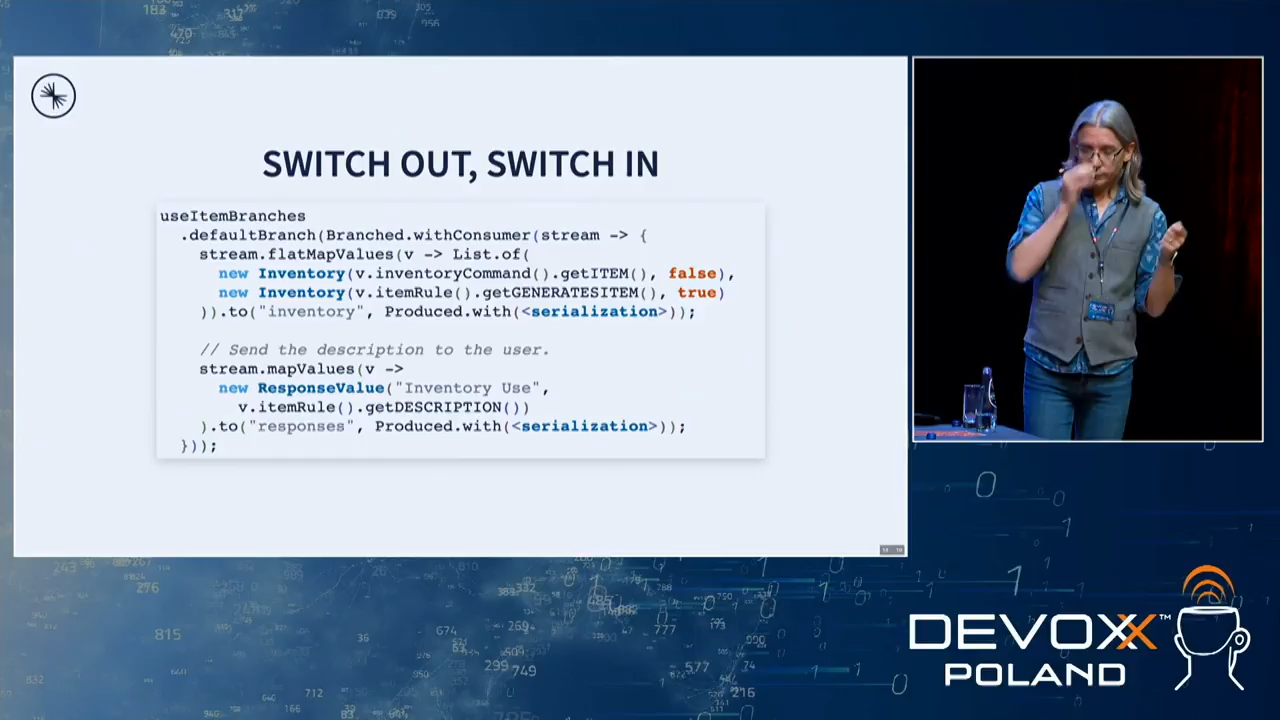 SWITCH OUT, SWITCH IN
useItemBranches
  .defaultBranch(Branched.withConsumer(stream -> {
    stream.flatMapValues(v -> List.of(
      new Inventory(v.inventoryCommand().getITEM(), false),
      new Inventory(v.itemRule().getGENERATESITEM(), true)
    )).to("inventory", Produced.with(<serialization>));
    // Send the description to the user.
    stream.mapValues(v ->
      new ResponseValue("Inventory Use",
        v.itemRule().getDESCRIPTION())
    ).to("responses", Produced.with(<serialization>));
  }));
DEVOXX™
POLAND